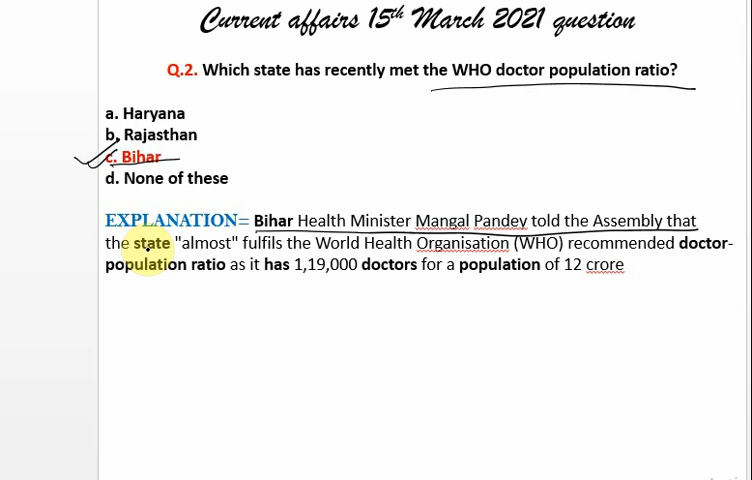 Current affairs 15th March 2021 question
Q.2. Which state has recently met the WHO doctor population ratio?
a. Haryana
b. Rajasthan
c. Bihar
d. None of these
EXPLANATION= Bihar Health Minister Mangal Pandey told the Assembly that
the state "almost" fulfils the World Health Organisation (WHO) recommended doctor-
population ratio as it has 1,19,000 doctors for a population of 12 crore